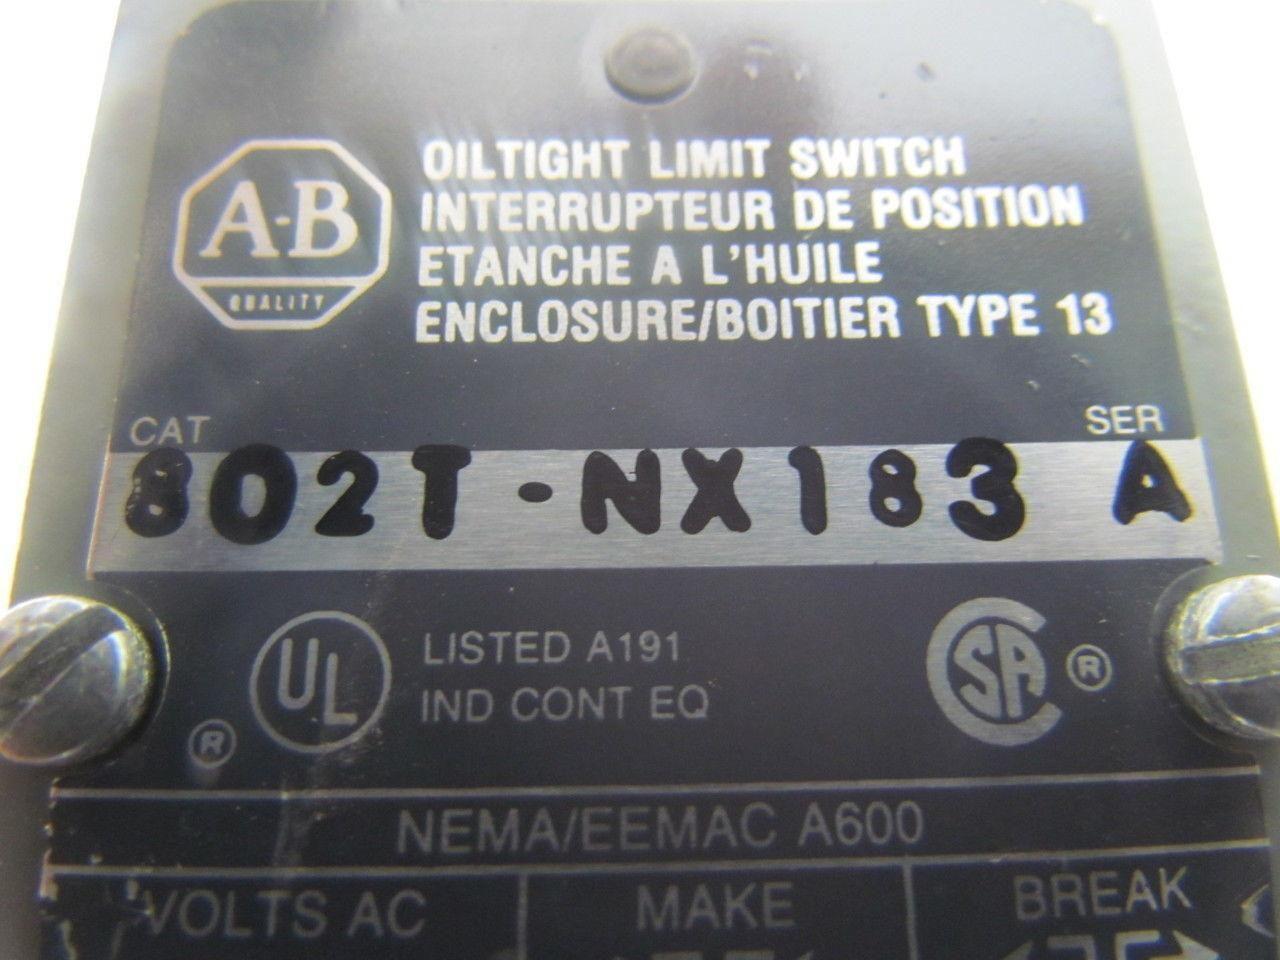 A-B
QUALITY
OILTIGHT LIMIT SWITCH
INTERRUPTEUR DE POSITION
ETANCHE A L'HUILE
ENCLOSURE/BOITIER TYPE 13
CAT SER
802T-NX183 A
UL ®
LISTED A191
IND CONT EQ
CSA ®
NEMA/EEMAC A600
VOLTS AC MAKE BREAK